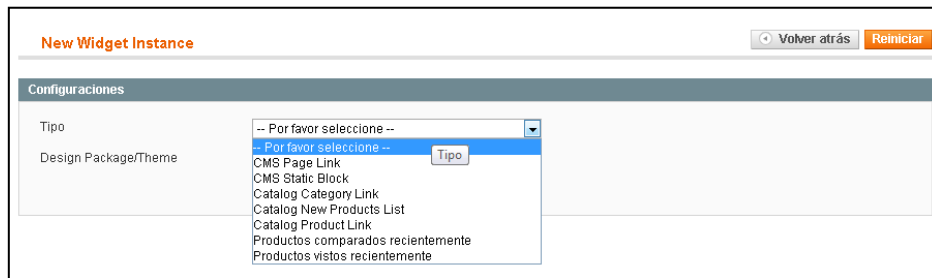 New Widget Instance
Volver atrás
Reiniciar
Configuraciones
Tipo
-- Por favor seleccione --
-- Por favor seleccione --
Tipo
Design Package/Theme
CMS Page Link
CMS Static Block
Catalog Category Link
Catalog New Products List
Catalog Product Link
Productos comparados recientemente
Productos vistos recientemente